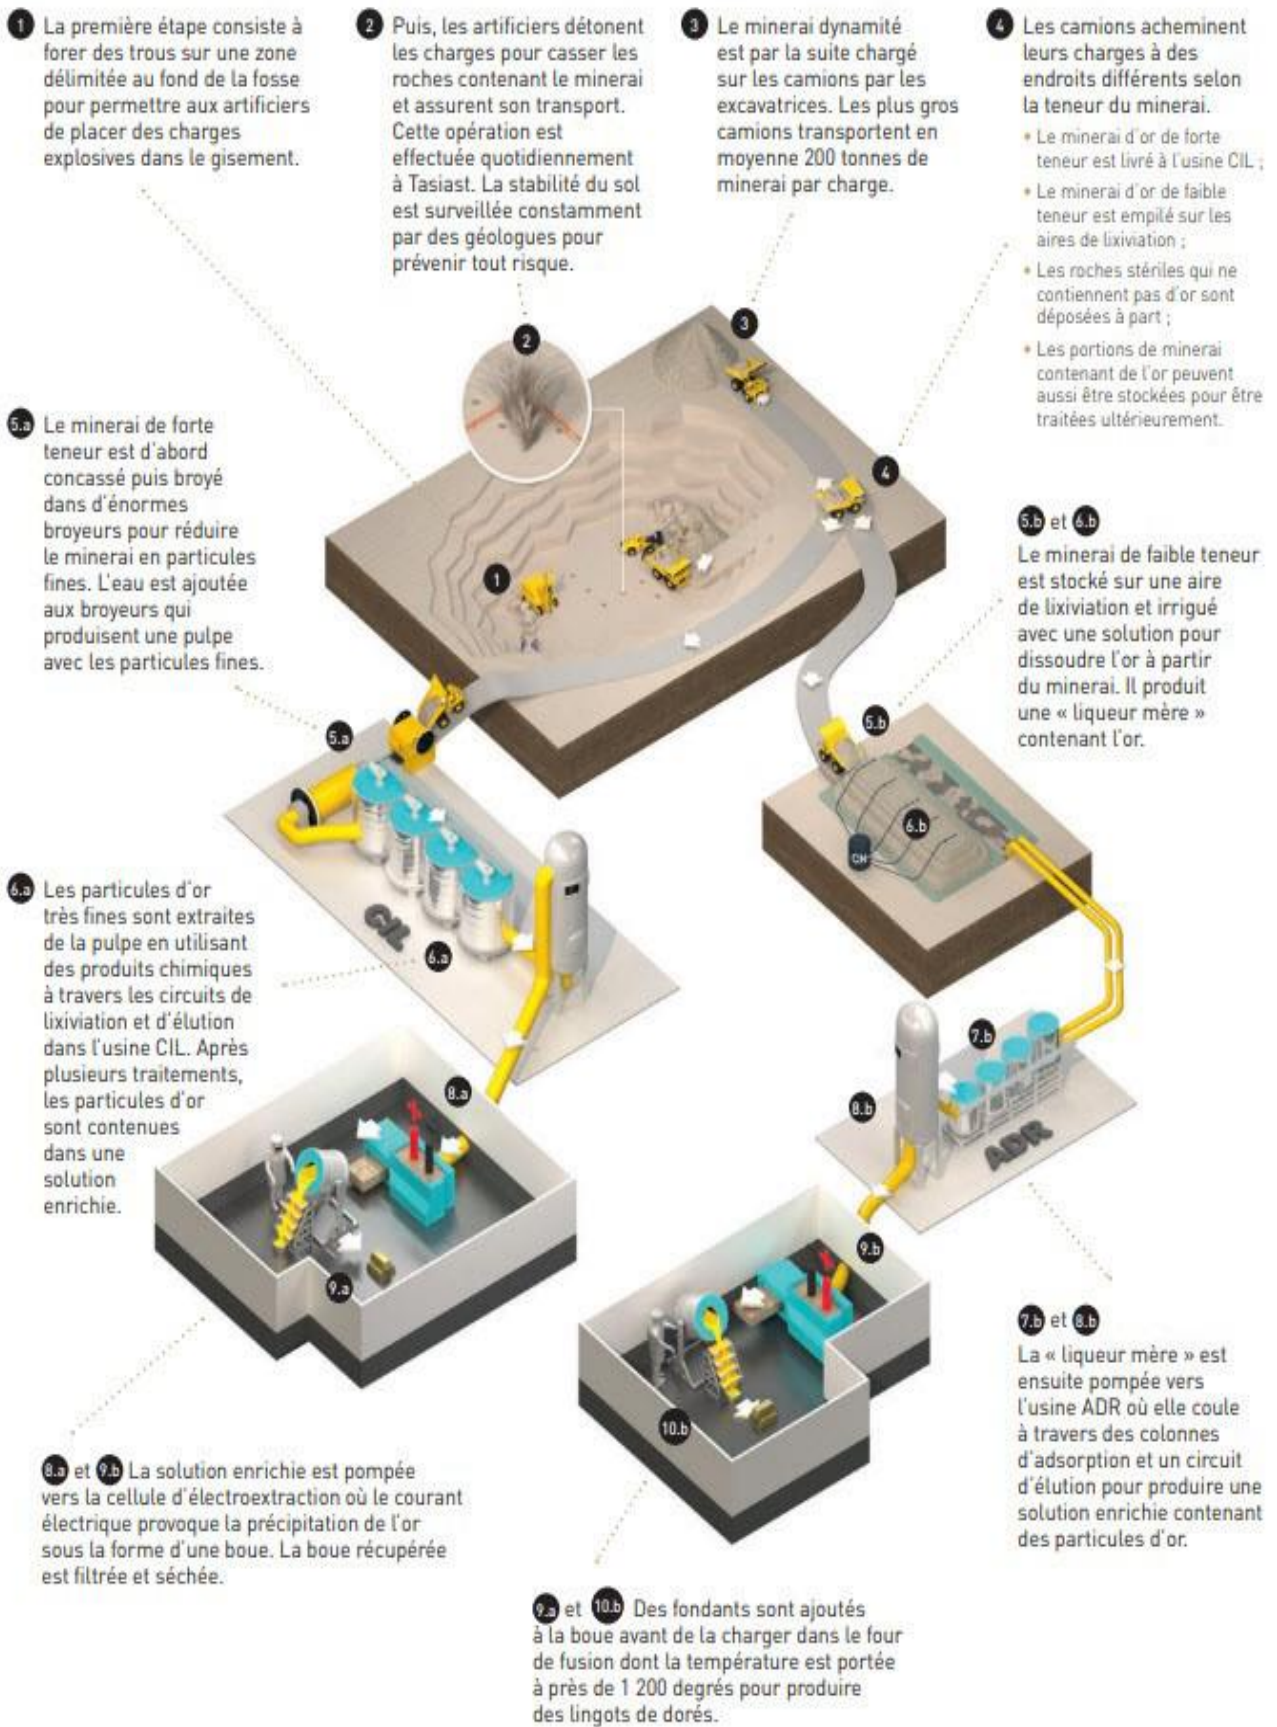 1 La première étape consiste à
forer des trous sur une zone
délimitée au fond de la fosse
pour permettre aux artificiers
de placer des charges
explosives dans le gisement.
2 Puis, les artificiers détonent
les charges pour casser les
roches contenant le minerai
et assurent son transport.
Cette opération est
effectuée quotidiennement
à Tasiast. La stabilité du sol
est surveillée constamment
par des géologues pour
prévenir tout risque.
3 Le minerai dynamité
est par la suite chargé
sur les camions par les
excavatrices. Les plus gros
camions transportent en
moyenne 200 tonnes de
minerai par charge.
4 Les camions acheminent
leurs charges à des
endroits différents selon
la teneur du minerai.
• Le minerai d'or de forte
teneur est livré à l'usine CIL ;
• Le minerai d'or de faible
teneur est empilé sur les
aires de lixiviation ;
• Les roches stériles qui ne
contiennent pas d'or sont
déposées à part ;
• Les portions de minerai
contenant de l'or peuvent
aussi être stockées pour être
traitées ultérieurement.
2
3
4
1
5.a Le minerai de forte
teneur est d'abord
concassé puis broyé
dans d'énormes
broyeurs pour réduire
le minerai en particules
fines. L'eau est ajoutée
aux broyeurs qui
produisent une pulpe
avec les particules fines.
5.b et 6.b
Le minerai de faible teneur
est stocké sur une aire
de lixiviation et irrigué
avec une solution pour
dissoudre l'or à partir
du minerai. Il produit
une « liqueur mère »
contenant l'or.
5.a
5.b
6.b
CN
CIL
6.a
6.a Les particules d'or
très fines sont extraites
de la pulpe en utilisant
des produits chimiques
à travers les circuits de
lixiviation et d'élution
dans l'usine CIL. Après
plusieurs traitements,
les particules d'or
sont contenues
dans une
solution
enrichie.
7.b
8.b
ADR
8.a
9.a
9.b
10.b
7.b et 8.b
La « liqueur mère » est
ensuite pompée vers
l'usine ADR où elle coule
à travers des colonnes
d'adsorption et un circuit
d'élution pour produire une
solution enrichie contenant
des particules d'or.
8.a et 9.b La solution enrichie est pompée
vers la cellule d'électroextraction où le courant
électrique provoque la précipitation de l'or
sous la forme d'une boue. La boue récupérée
est filtrée et séchée.
9.a et 10.b Des fondants sont ajoutés
à la boue avant de la charger dans le four
de fusion dont la température est portée
à près de 1 200 degrés pour produire
des lingots de dorés.